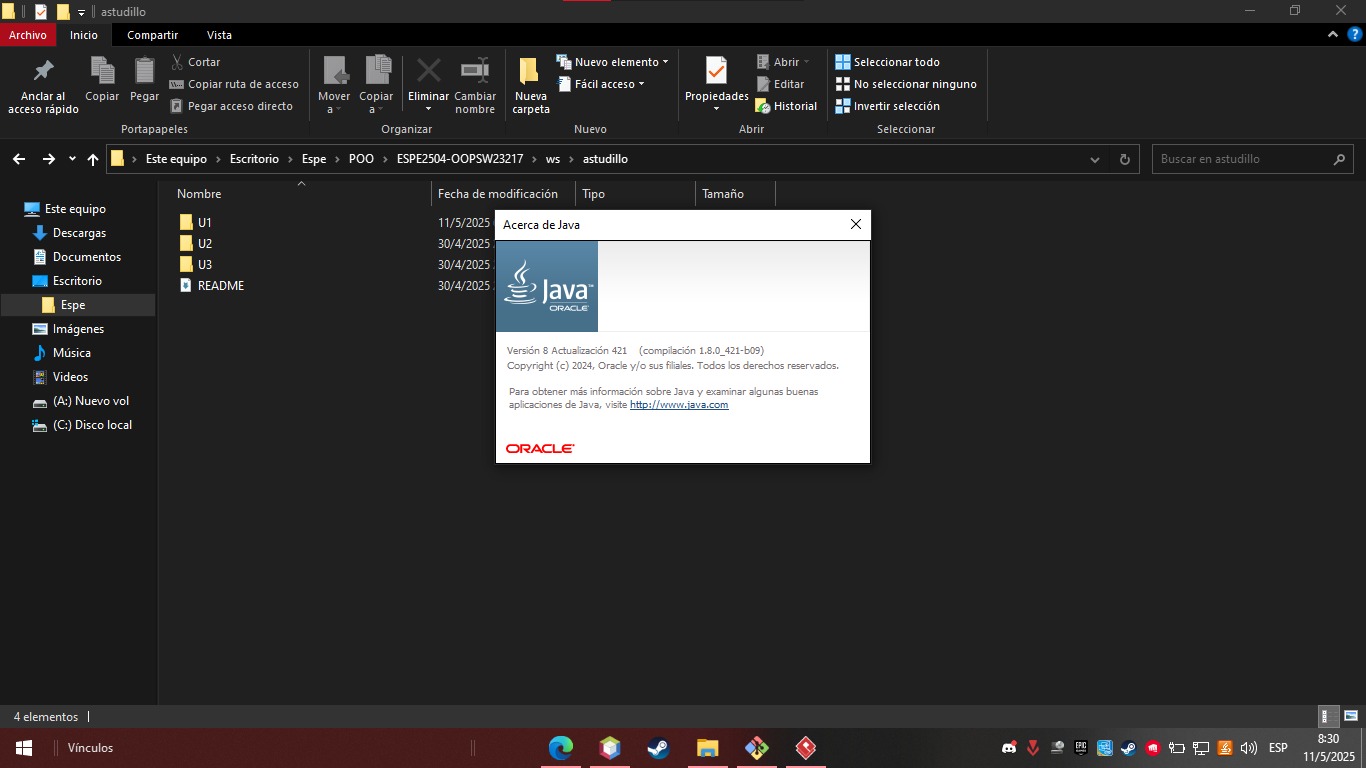 astudillo
Archivo Inicio Compartir Vista
Anclar al acceso rápido
Copiar
Pegar
Cortar
Copiar ruta de acceso
Pegar acceso directo
Portapapeles
Mover a
Copiar a
Eliminar
Cambiar nombre
Organizar
Nueva carpeta
Nuevo elemento
Fácil acceso
Nuevo
Propiedades
Abrir
Editar
Historial
Abrir
Seleccionar todo
No seleccionar ninguno
Invertir selección
Seleccionar
Este equipo › Escritorio › Espe › POO › ESPE2504-OOPSW23217 › ws › astudillo
Buscar en astudillo
Este equipo
Descargas
Documentos
Escritorio
Espe
Imágenes
Música
Videos
(A:) Nuevo vol
(C:) Disco local
Nombre Fecha de modificación Tipo Tamaño
U1 11/5/2025
U2 30/4/2025
U3 30/4/2025
README 30/4/2025
Acerca de Java
Java™
ORACLE
Versión 8 Actualización 421 (compilación 1.8.0_421-b09)
Copyright (c) 2024, Oracle y/o sus filiales. Todos los derechos reservados.
Para obtener más información sobre Java y examinar algunas buenas
aplicaciones de Java, visite http://www.java.com
ORACLE
4 elementos
Vínculos
EPIC
ESP
8:30
11/5/2025